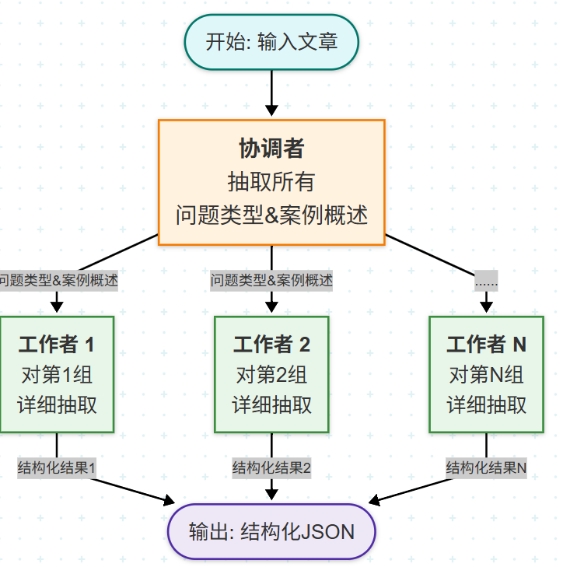 开始: 输入文章
协调者
抽取所有
问题类型&案例概述
问题类型&案例概述
问题类型&案例概述
......
工作者 1
对第1组
详细抽取
工作者 2
对第2组
详细抽取
工作者 N
对第N组
详细抽取
结构化结果1
结构化结果2
结构化结果N
输出: 结构化JSON